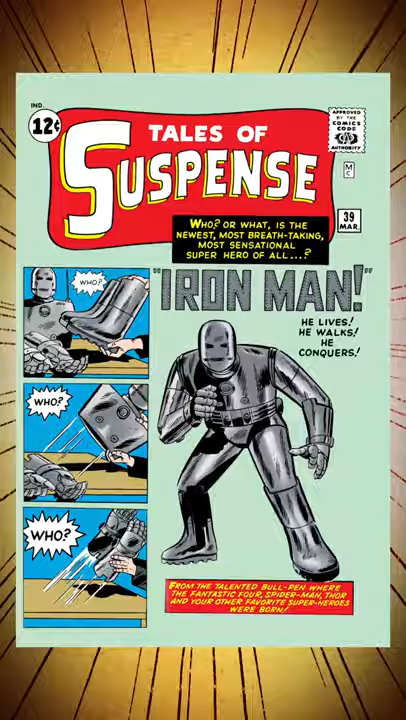 IND.
12¢
TALES OF
SUSPENSE
APPROVED
BY THE
COMICS
CODE
AUTHORITY
M
C
39
MAR.
WHO? OR WHAT, IS THE
NEWEST, MOST BREATH-TAKING,
MOST SENSATIONAL
SUPER HERO OF ALL...?
"IRON MAN!"
HE LIVES!
HE WALKS!
HE
CONQUERS!
WHO?
WHO?
WHO?
FROM THE TALENTED BULL-PEN WHERE
THE FANTASTIC FOUR, SPIDER-MAN, THOR
AND YOUR OTHER FAVORITE SUPER-HEROES
WERE BORN!